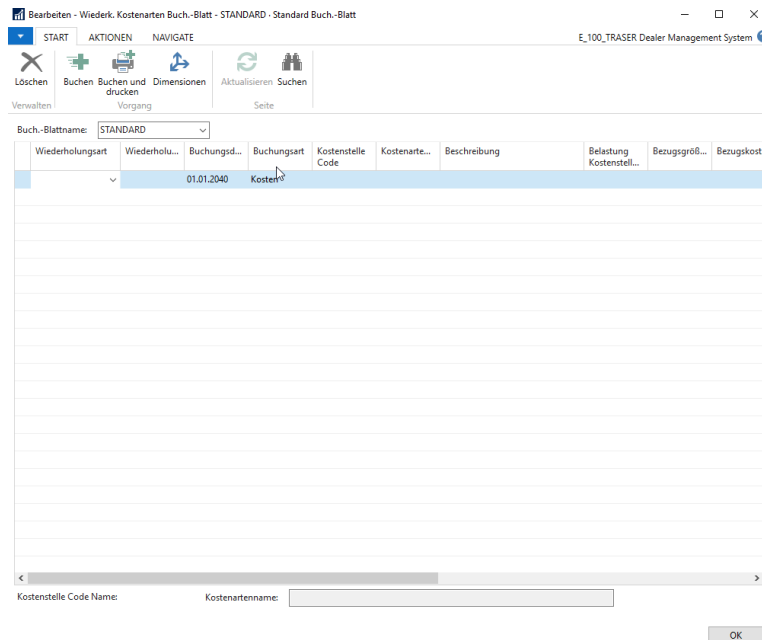 Bearbeiten - Wiederk. Kostenarten Buch.-Blatt - STANDARD · Standard Buch.-Blatt
START AKTIONEN NAVIGATE E_100_TRASER Dealer Management System
Löschen Buchen Buchen und drucken Dimensionen Aktualisieren Suchen
Verwalten Vorgang Seite
Buch.-Blattname: STANDARD
Wiederholungsart Wiederholu... Buchungsd... Buchungsart Kostenstelle Code Kostenarte... Beschreibung Belastung Kostenstell... Bezugsgröß... Bezugskost
01.01.2040 Kosten
Kostenstelle Code Name: Kostenartenname:
OK